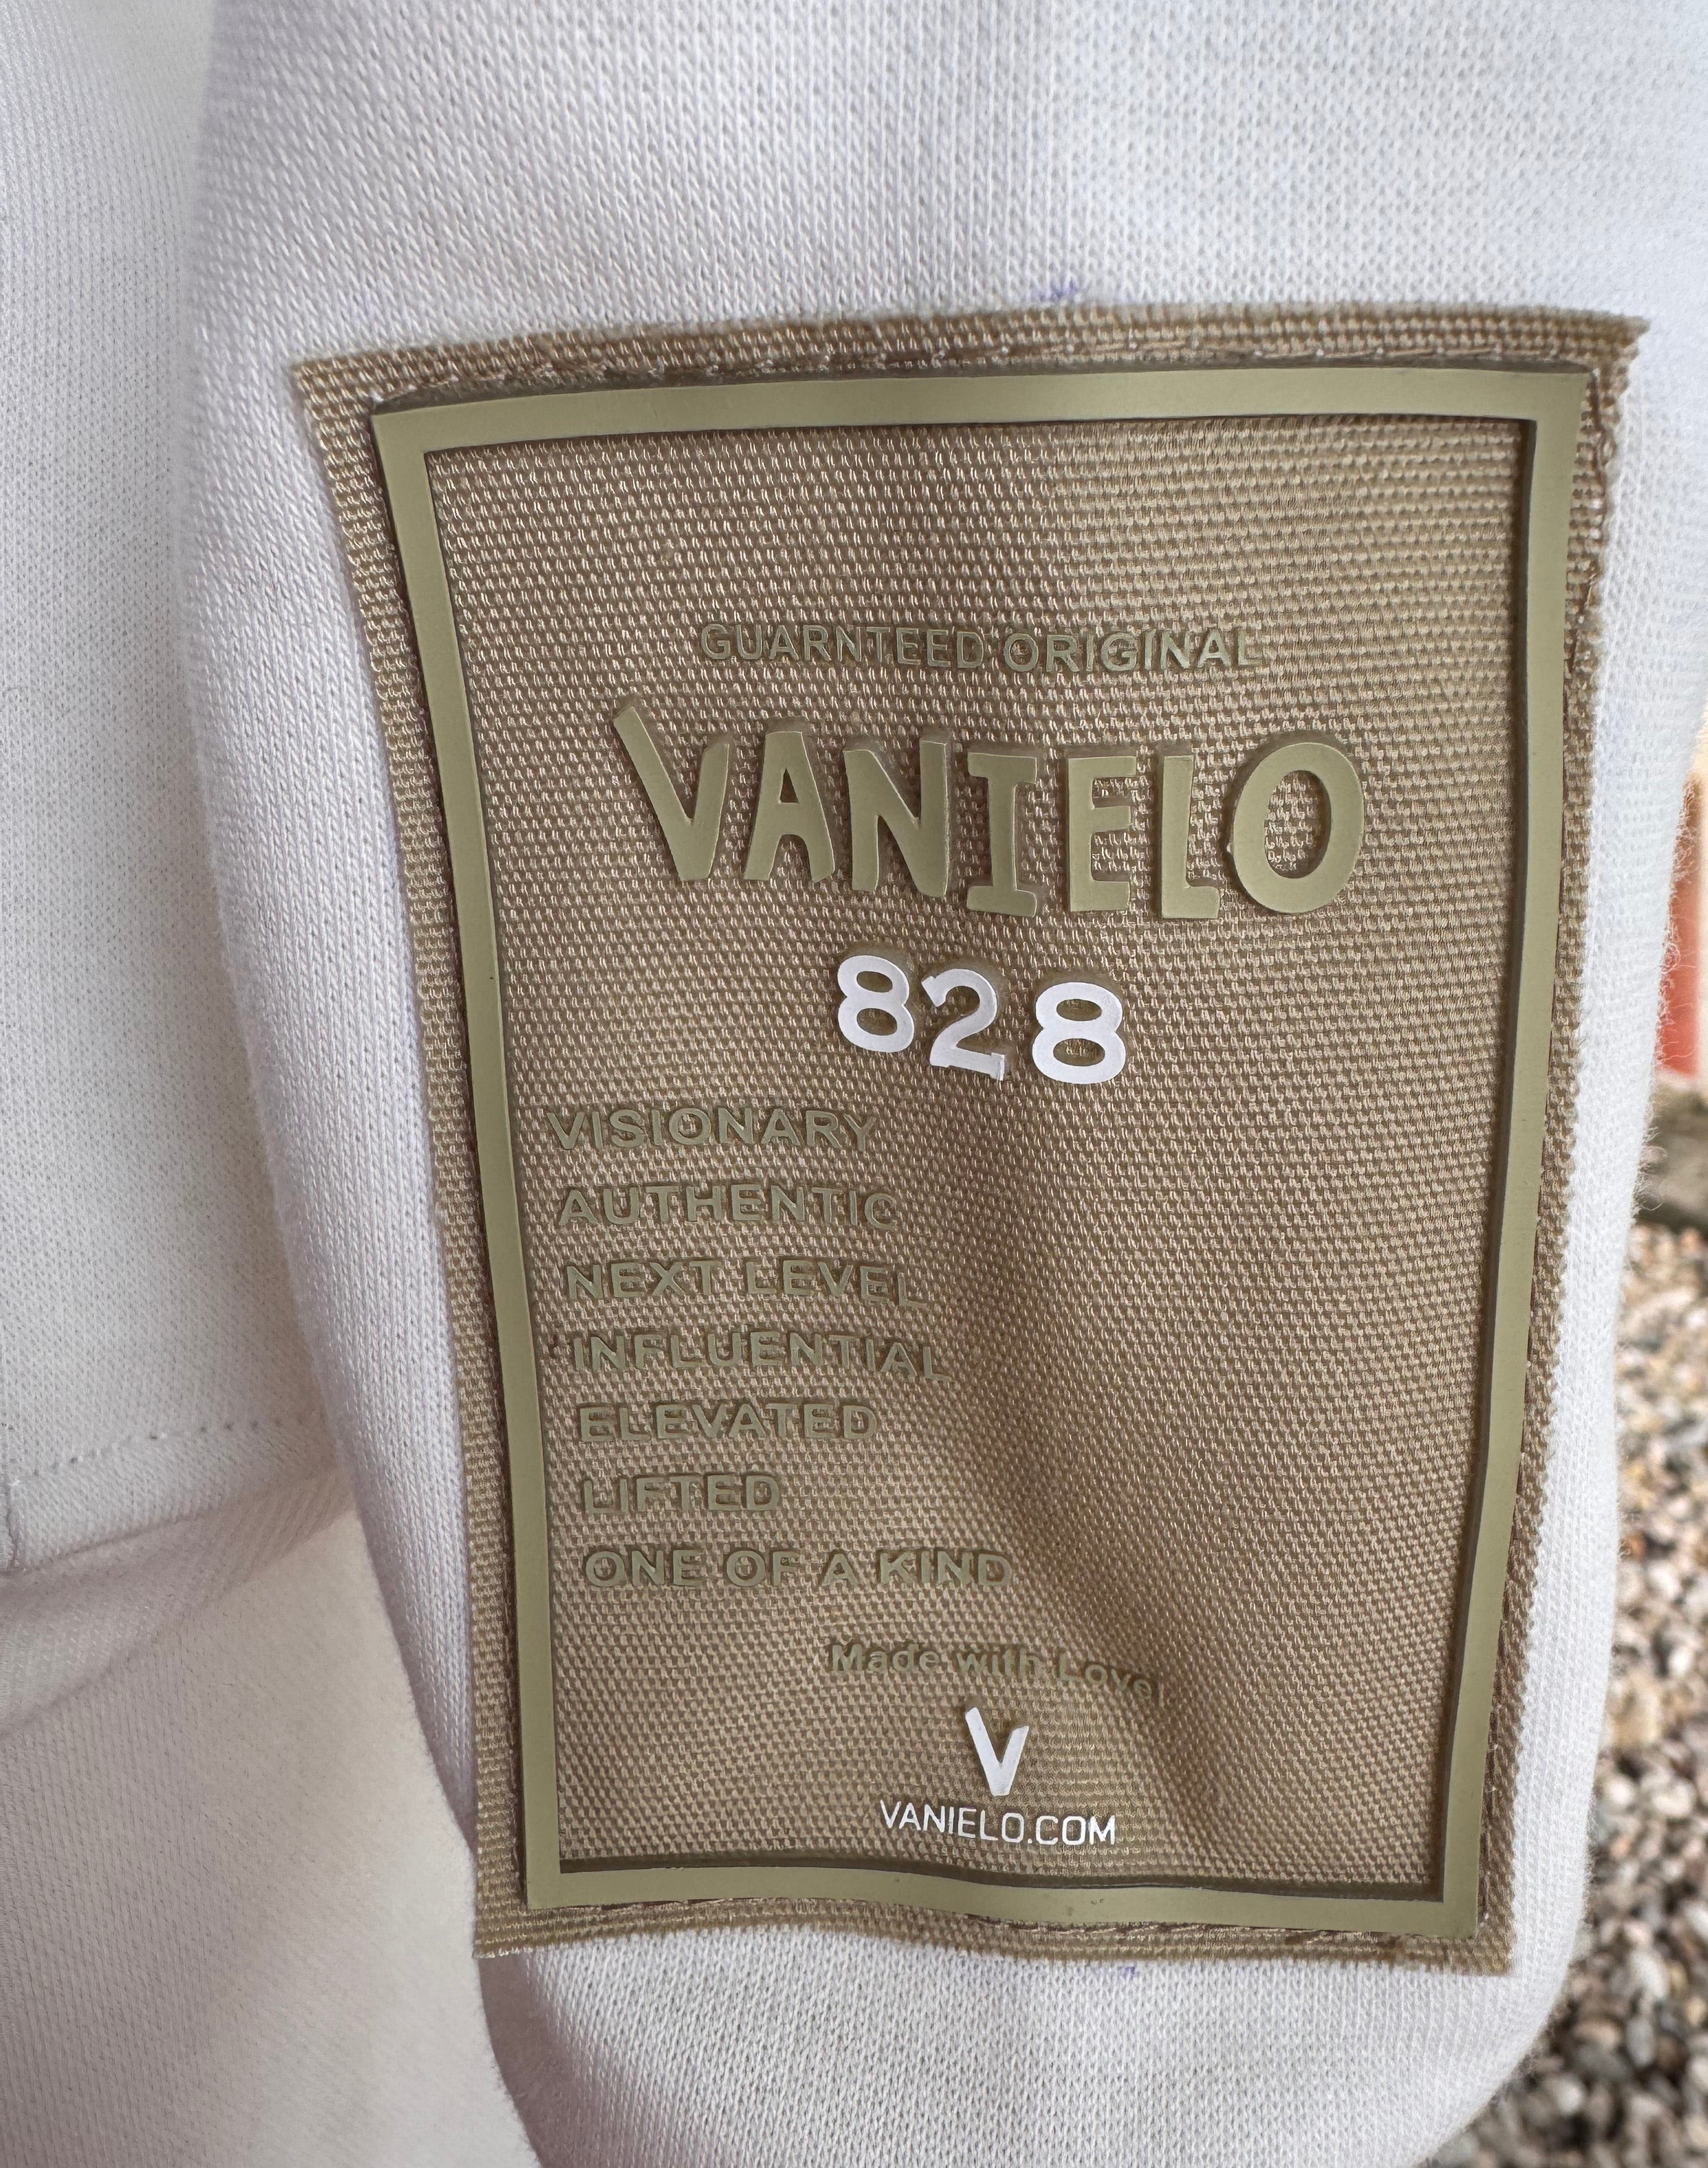 GUARNTEED ORIGINAL
VANIELO
828
VISIONARY
AUTHENTIC
NEXT LEVEL
INFLUENTIAL
ELEVATED
LIFTED
ONE OF A KIND
Made with Love!
V
VANIELO.COM